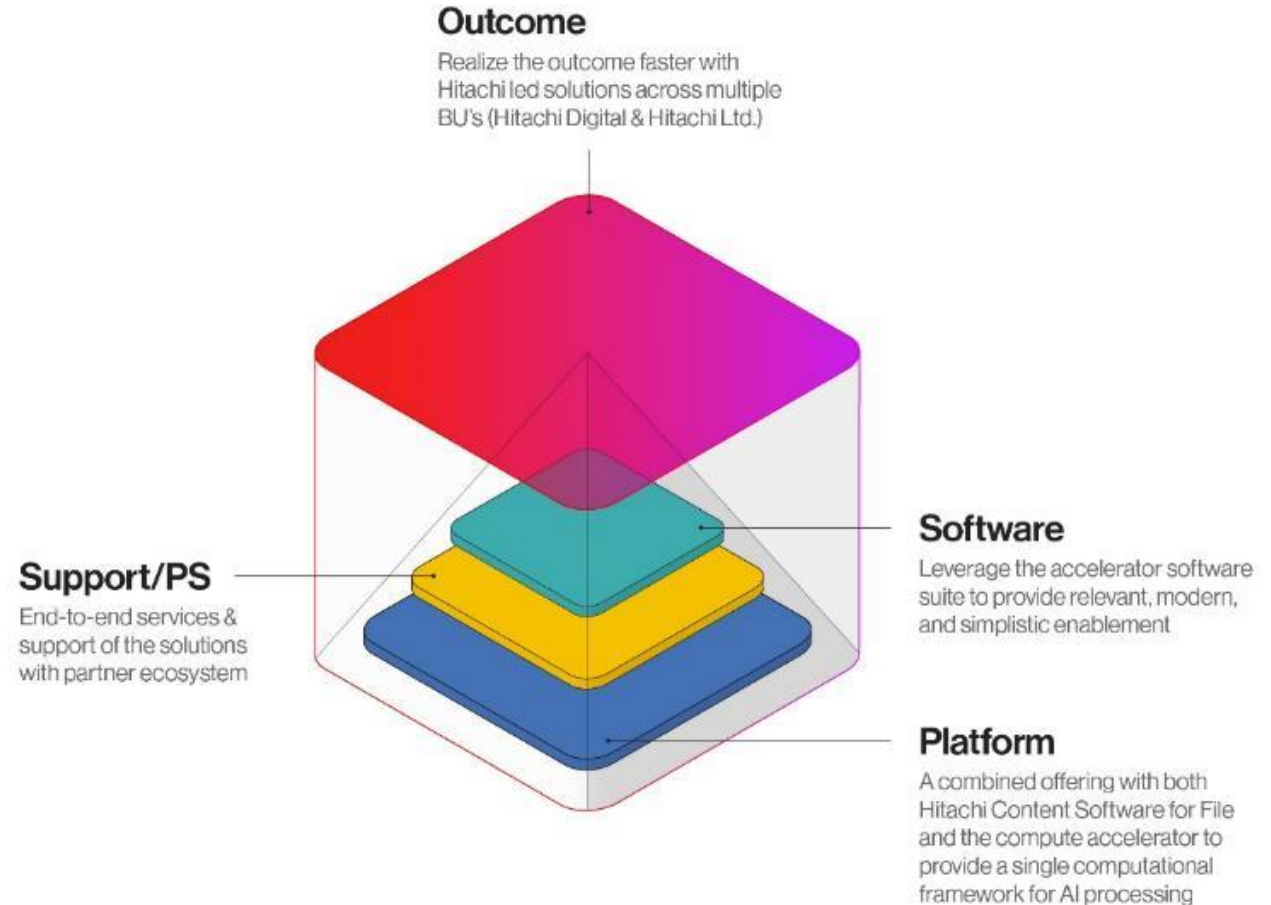 Outcome
Realize the outcome faster with
Hitachi led solutions across multiple
BU's (Hitachi Digital & Hitachi Ltd.)
Support/PS
End-to-end services &
support of the solutions
with partner ecosystem
Software
Leverage the accelerator software
suite to provide relevant, modern,
and simplistic enablement
Platform
A combined offering with both
Hitachi Content Software for File
and the compute accelerator to
provide a single computational
framework for AI processing